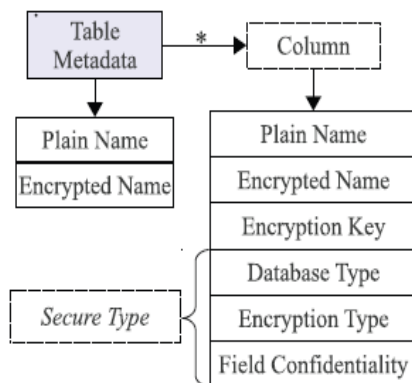 Table
Metadata
*
Column
Plain Name
Encrypted Name
Plain Name
Encrypted Name
Encryption Key
Database Type
Encryption Type
Field Confidentiality
Secure Type